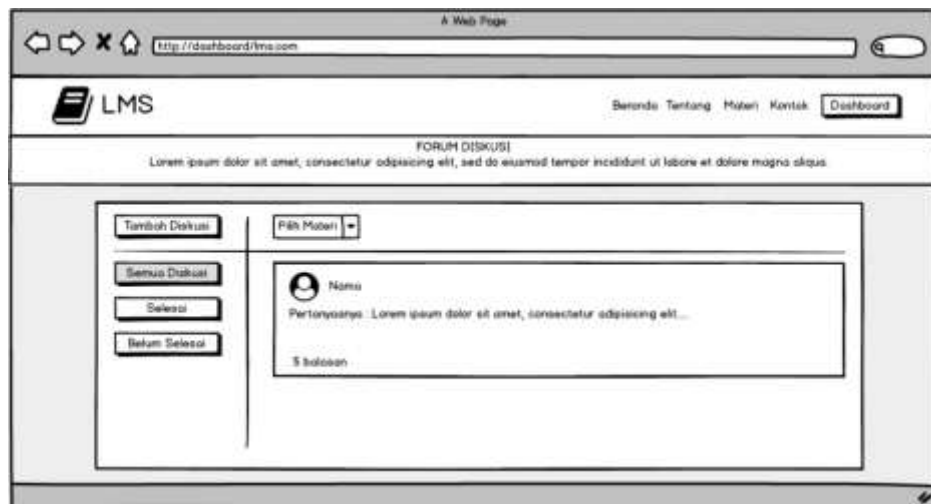 A Web Page
http://dashboard/lms.com
LMS
Beranda Tentang Materi Kontak Dashboard
FORUM DISKUSI
Lorem ipsum dolor sit amet, consectetur adipisicing elit, sed do eiusmod tempor incididunt ut labore et dolore magna aliqua.
Tambah Diskusi
Pilih Materi
Semua Diskusi
Selesai
Belum Selesai
Nama
Pertanyaanya : Lorem ipsum dolor sit amet, consectetur adipisicing elit....
5 balasan